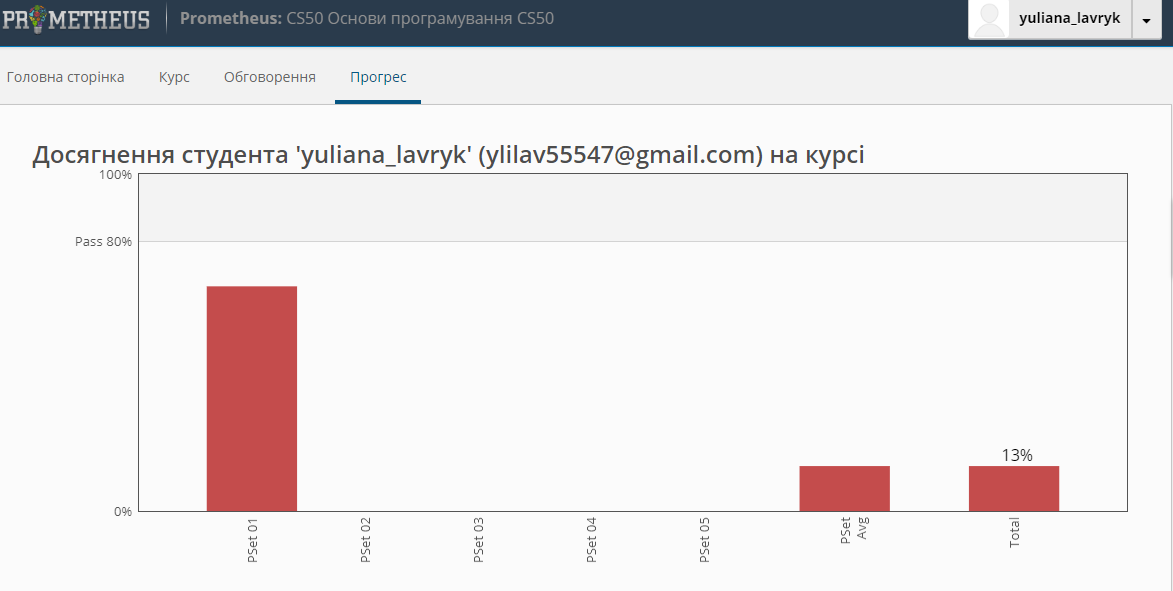 PROMETHEUS Prometheus: CS50 Основи програмування CS50 yuliana_lavryk
Головна сторінка Курс Обговорення Прогрес
Досягнення студента 'yuliana_lavryk' (ylilav55547@gmail.com) на курсі
100%
Pass 80%
13%
0%
PSet 01
PSet 02
PSet 03
PSet 04
PSet 05
PSet
Avg
Total